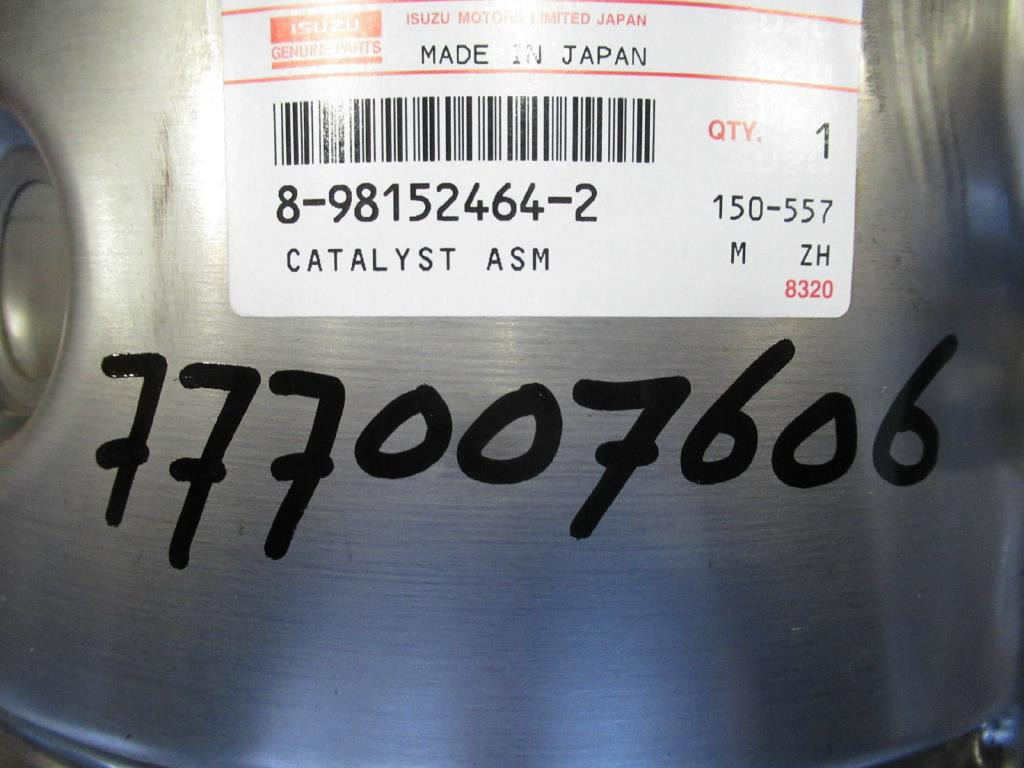 ISUZU
GENUINE PARTS
ISUZU MOTORS LIMITED JAPAN
MADE IN JAPAN
QTY. 1
8-98152464-2
150-557
CATALYST ASM
M ZH
8320
777007606